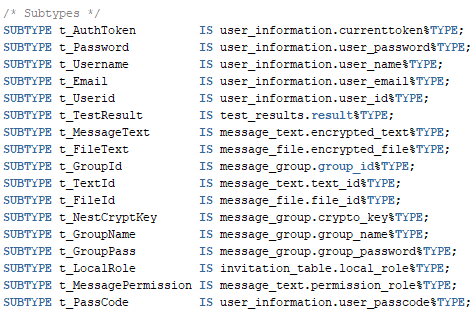 /* Subtypes */
SUBTYPE t_AuthToken         IS user_information.currenttoken%TYPE;
SUBTYPE t_Password          IS user_information.user_password%TYPE;
SUBTYPE t_Username          IS user_information.user_name%TYPE;
SUBTYPE t_Email             IS user_information.user_email%TYPE;
SUBTYPE t_Userid            IS user_information.user_id%TYPE;
SUBTYPE t_TestResult        IS test_results.result%TYPE;
SUBTYPE t_MessageText       IS message_text.encrypted_text%TYPE;
SUBTYPE t_FileText          IS message_file.encrypted_file%TYPE;
SUBTYPE t_GroupId           IS message_group.group_id%TYPE;
SUBTYPE t_TextId            IS message_text.text_id%TYPE;
SUBTYPE t_FileId            IS message_file.file_id%TYPE;
SUBTYPE t_NestCryptKey      IS message_group.crypto_key%TYPE;
SUBTYPE t_GroupName         IS message_group.group_name%TYPE;
SUBTYPE t_GroupPass         IS message_group.group_password%TYPE;
SUBTYPE t_LocalRole         IS invitation_table.local_role%TYPE;
SUBTYPE t_MessagePermission IS message_text.permission_role%TYPE;
SUBTYPE t_PassCode          IS user_information.user_passcode%TYPE;